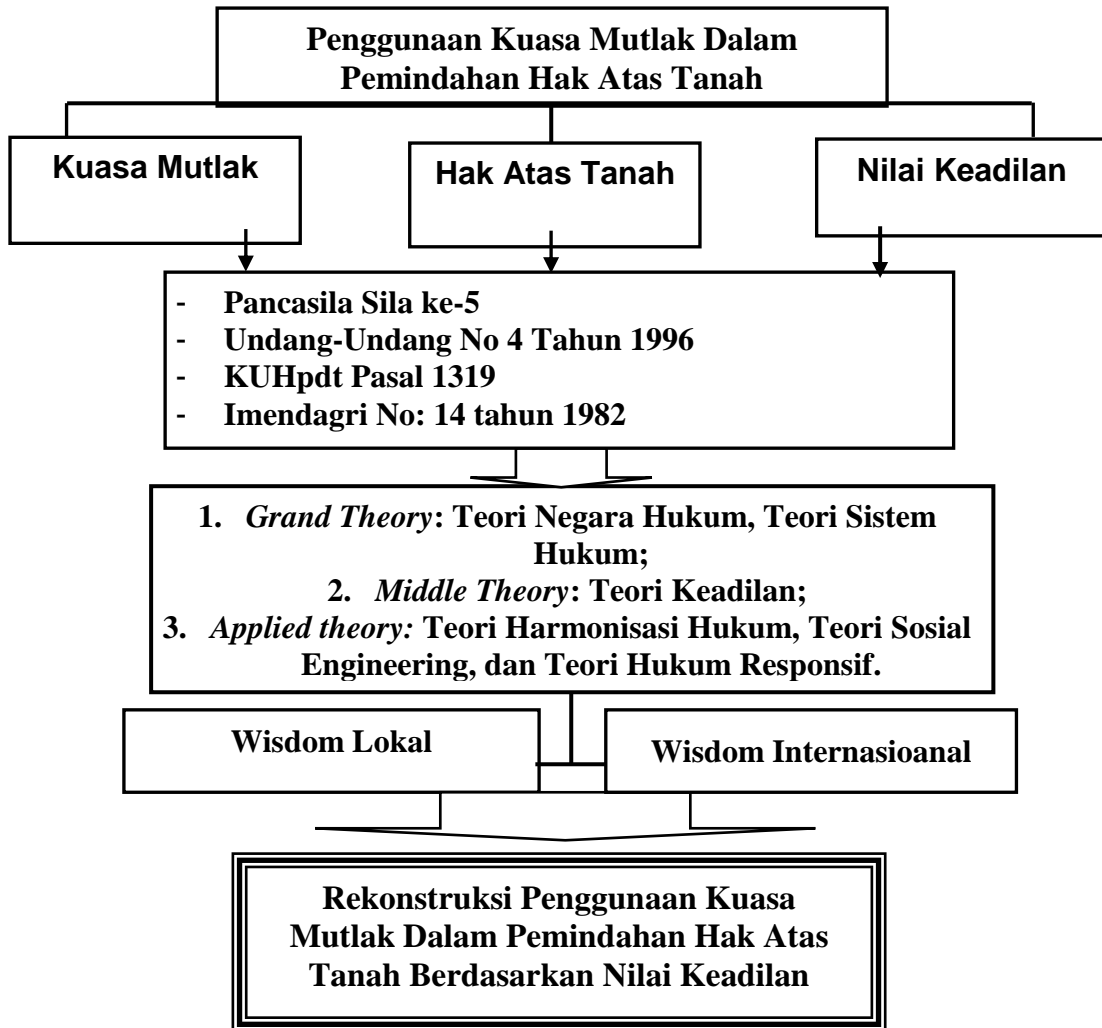 Penggunaan Kuasa Mutlak Dalam
Pemindahan Hak Atas Tanah
Kuasa Mutlak
Hak Atas Tanah
Nilai Keadilan
- Pancasila Sila ke-5
- Undang-Undang No 4 Tahun 1996
- KUHpdt Pasal 1319
- Imendagri No: 14 tahun 1982
1. Grand Theory: Teori Negara Hukum, Teori Sistem
Hukum;
2. Middle Theory: Teori Keadilan;
3. Applied theory: Teori Harmonisasi Hukum, Teori Sosial
Engineering, dan Teori Hukum Responsif.
Wisdom Lokal
Wisdom Internasioanal
Rekonstruksi Penggunaan Kuasa
Mutlak Dalam Pemindahan Hak Atas
Tanah Berdasarkan Nilai Keadilan